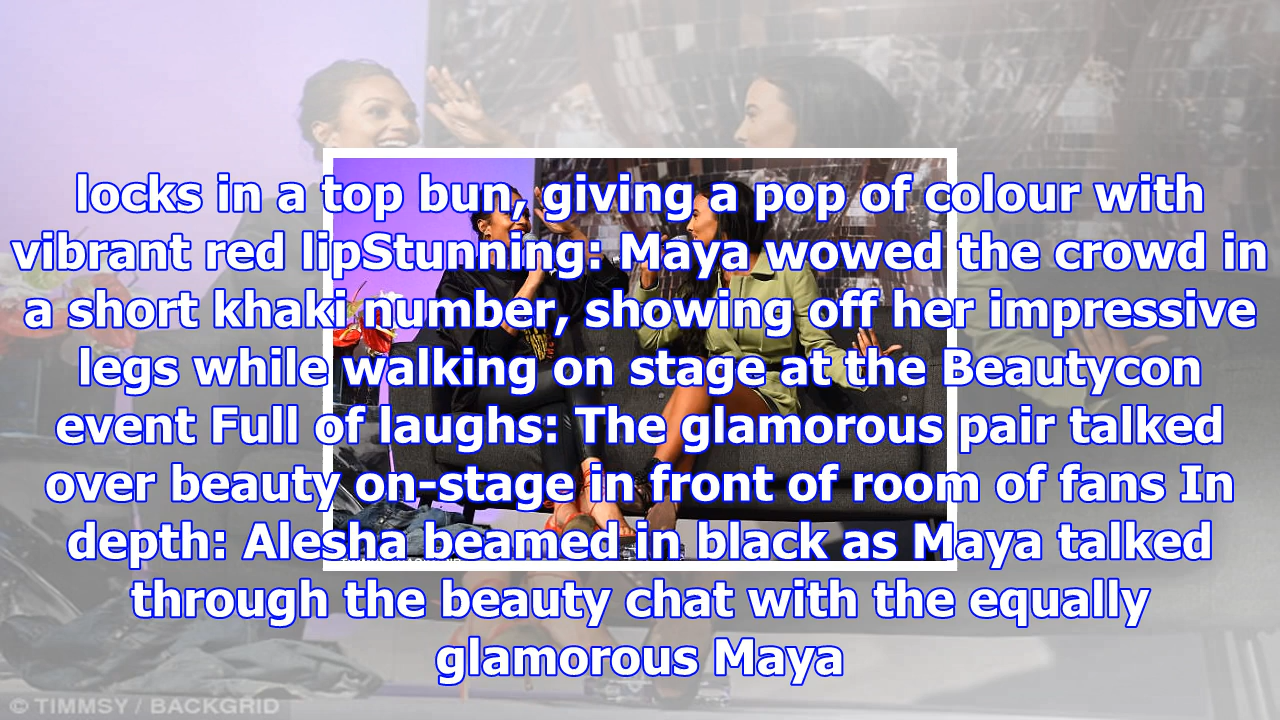 locks in a top bun, giving a pop of colour with
vibrant red lipStunning: Maya wowed the crowd in
a short khaki number, showing off her impressive
legs while walking on stage at the Beautycon
event Full of laughs: The glamorous pair talked
over beauty on-stage in front of room of fans In
depth: Alesha beamed in black as Maya talked
through the beauty chat with the equally
glamorous Maya
© TIMMSY / BACKGRID